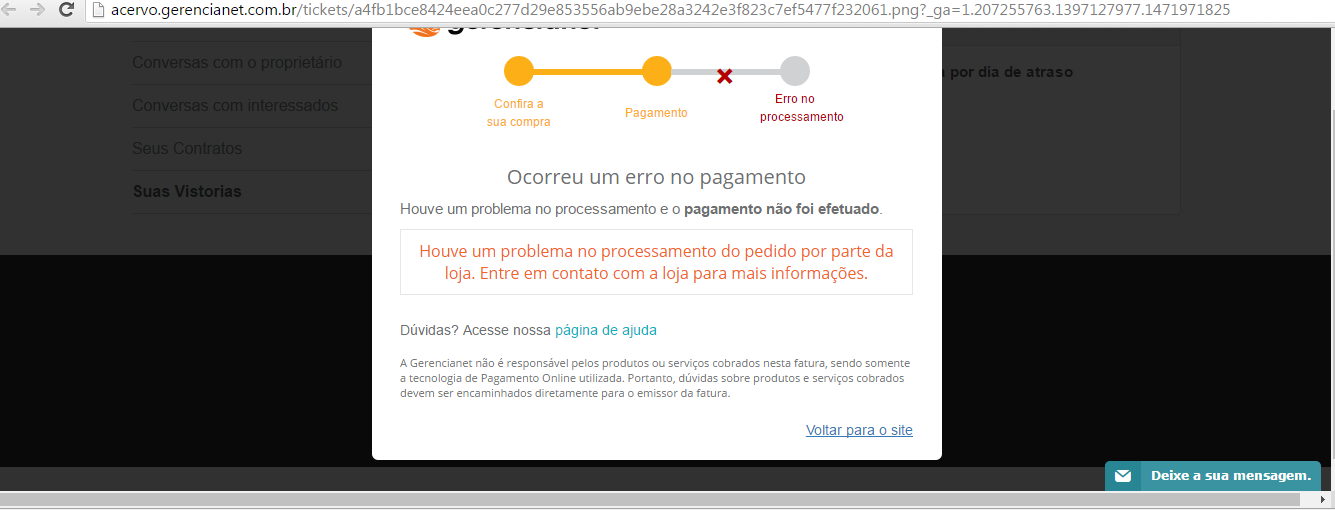 acervo.gerencianet.com.br/tickets/a4fb1bce8424eea0c277d29e853556ab9ebe28a3242e3f823c7ef5477f232061.png?_ga=1.207255763.1397127977.1471971825
gerencianet
Conversas com o proprietário
Conversas com interessados
Seus Contratos
Suas Vistorias
por dia de atraso
Confira a
sua compra
Pagamento
Erro no
processamento
Ocorreu um erro no pagamento
Houve um problema no processamento e o pagamento não foi efetuado.
Houve um problema no processamento do pedido por parte da
loja. Entre em contato com a loja para mais informações.
Dúvidas? Acesse nossa página de ajuda
A Gerencianet não é responsável pelos produtos ou serviços cobrados nesta fatura, sendo somente
a tecnologia de Pagamento Online utilizada. Portanto, dúvidas sobre produtos e serviços cobrados
devem ser encaminhados diretamente para o emissor da fatura.
Voltar para o site
Deixe a sua mensagem.